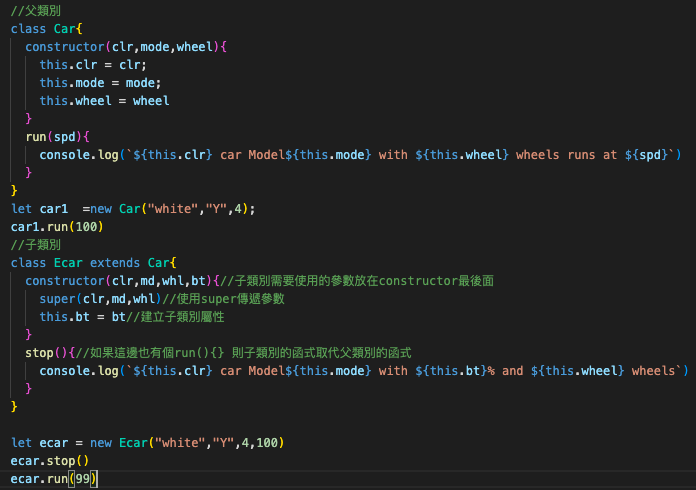 //父類別
class Car{
  constructor(clr,mode,wheel){
    this.clr = clr;
    this.mode = mode;
    this.wheel = wheel
  }
  run(spd){
    console.log(`${this.clr} car Model${this.mode} with ${this.wheel} wheels runs at ${spd}`)
  }
}
let car1  =new Car("white","Y",4);
car1.run(100)
//子類別
class Ecar extends Car{
  constructor(clr,md,whl,bt){//子類別需要使用的參數放在constructor最後面
    super(clr,md,whl)//使用super傳遞參數
    this.bt = bt//建立子類別屬性
  }
  stop(){//如果這邊也有個run(){} 則子類別的函式取代父類別的函式
    console.log(`${this.clr} car Model${this.mode} with ${this.bt}% and ${this.wheel} wheels`)
  }
}

let ecar = new Ecar("white","Y",4,100)
ecar.stop()
ecar.run(99)